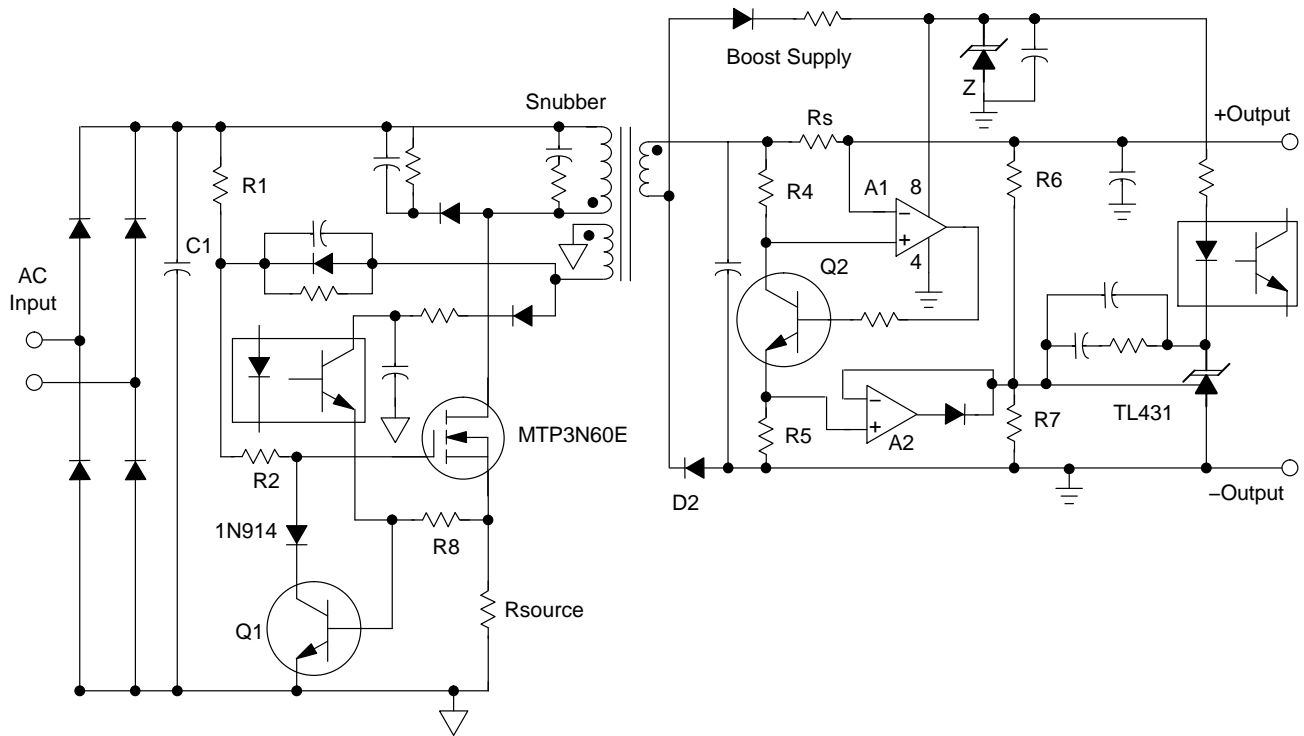 Boost Supply
Z
Snubber
+Output
Rs
R1
R4
A1
8
R6
C1
+
−
4
AC
Input
Q2
MTP3N60E
R5
−
+
A2
R7
TL431
R2
D2
−Output
1N914
R8
Rsource
Q1